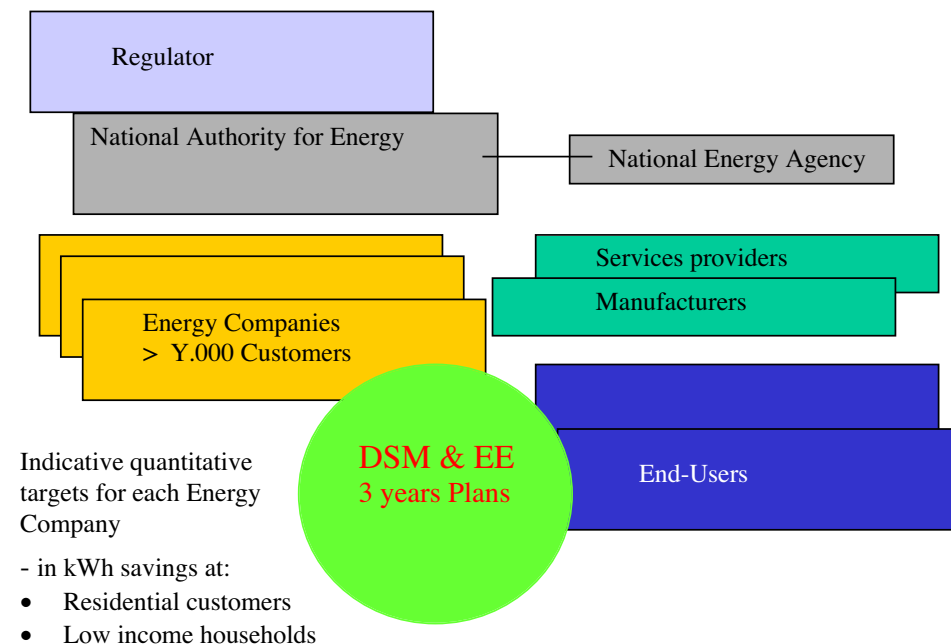 Regulator
National Authority for Energy
National Energy Agency
Services providers
Manufacturers
Energy Companies
> Y.000 Customers
DSM & EE
3 years Plans
End-Users
Indicative quantitative
targets for each Energy
Company
- in kWh savings at:
• Residential customers
• Low income households